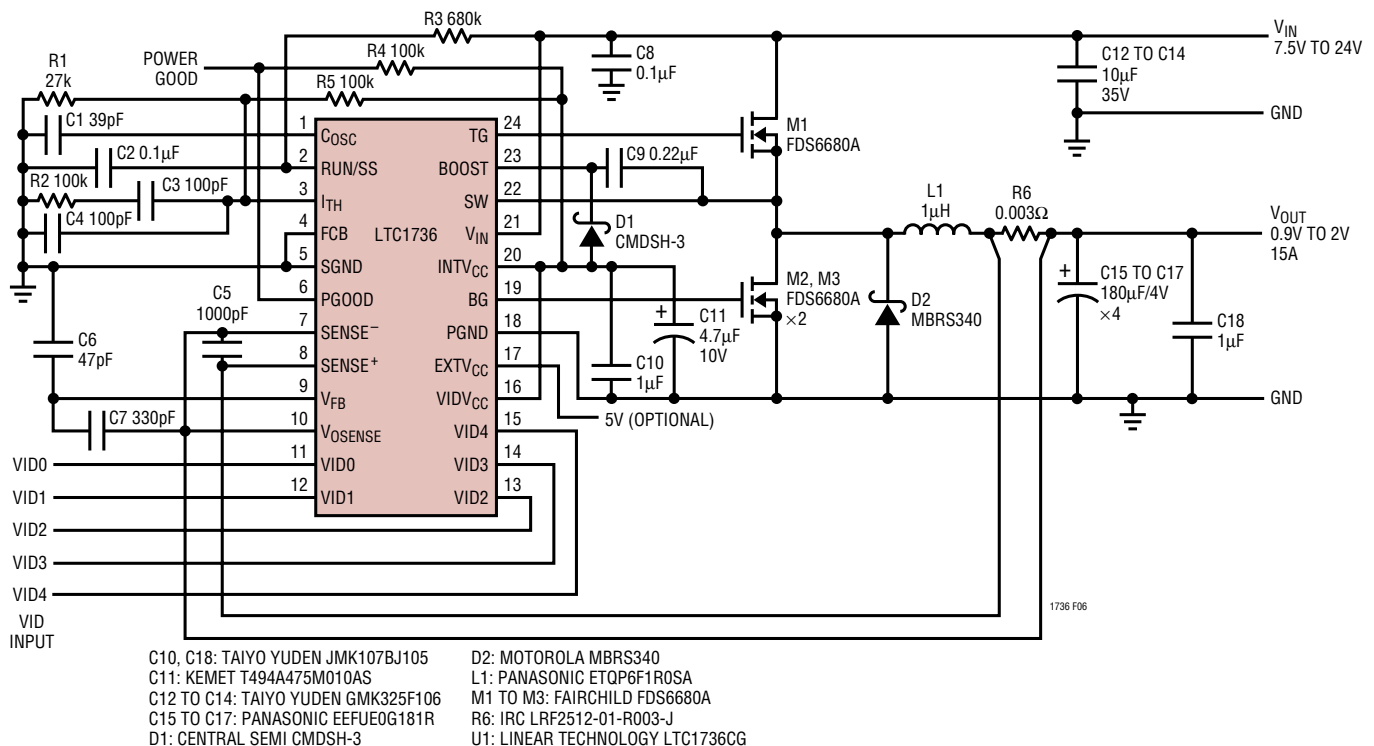 R3 680k
VIN
7.5V TO 24V
POWER
GOOD
R4 100k
C8
0.1µF
C12 TO C14
10µF
35V
R1
27k
R5 100k
GND
C1 39pF
1
COSC
TG
24
M1
FDS6680A
C2 0.1µF
2
RUN/SS
BOOST
23
C9 0.22µF
R2 100k
C3 100pF
3
ITH
SW
22
L1
1µH
R6
0.003Ω
C4 100pF
4
FCB
LTC1736
VIN
21
D1
CMDSH-3
VOUT
0.9V TO 2V
15A
5
SGND
INTVCC
20
C5
1000pF
6
PGOOD
BG
19
M2, M3
FDS6680A
×2
D2
MBRS340
+
C15 TO C17
180µF/4V
×4
C18
1µF
C6
47pF
7
SENSE–
PGND
18
+
C11
4.7µF
10V
8
SENSE+
EXTVCC
17
C10
1µF
9
VFB
VIDVCC
16
GND
C7 330pF
10
VOSENSE
VID4
15
5V (OPTIONAL)
VID0
11
VID0
VID3
14
VID1
12
VID1
VID2
13
VID2
VID3
VID4
VID
INPUT
1736 F06
C10, C18: TAIYO YUDEN JMK107BJ105
C11: KEMET T494A475M010AS
C12 TO C14: TAIYO YUDEN GMK325F106
C15 TO C17: PANASONIC EEFUE0G181R
D1: CENTRAL SEMI CMDSH-3
D2: MOTOROLA MBRS340
L1: PANASONIC ETQP6F1R0SA
M1 TO M3: FAIRCHILD FDS6680A
R6: IRC LRF2512-01-R003-J
U1: LINEAR TECHNOLOGY LTC1736CG